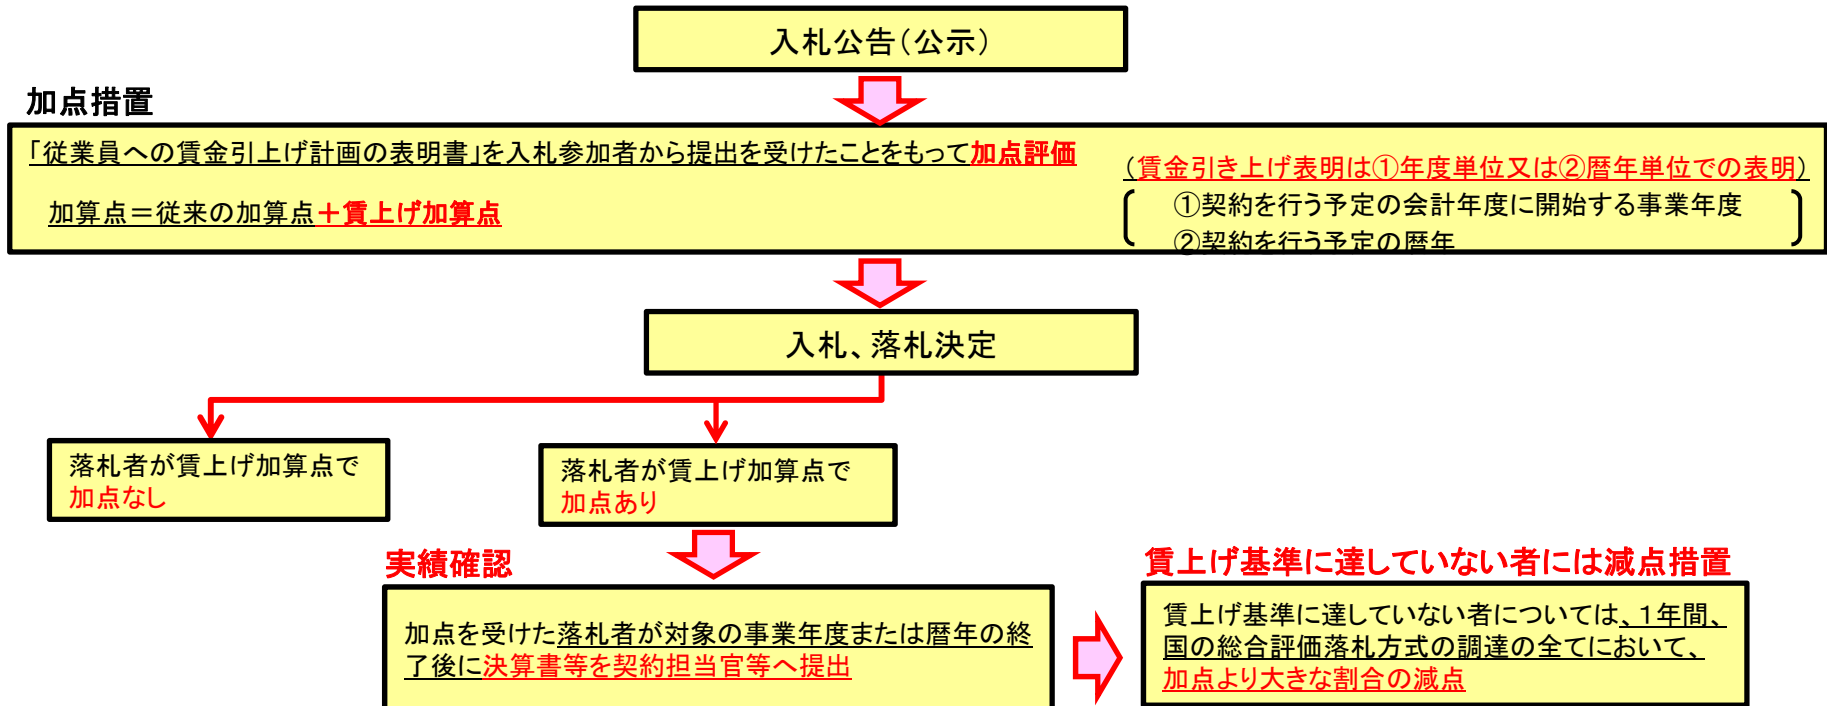 入札公告（公示）
加点措置
「従業員への賃金引上げ計画の表明書」を入札参加者から提出を受けたことをもって加点評価
加算点＝従来の加算点＋賃上げ加算点
（賃金引き上げ表明は①年度単位又は②暦年単位での表明）
①契約を行う予定の会計年度に開始する事業年度
②契約を行う予定の暦年
入札、落札決定
落札者が賃上げ加算点で
加点なし
落札者が賃上げ加算点で
加点あり
実績確認
加点を受けた落札者が対象の事業年度または暦年の終
了後に決算書等を契約担当官等へ提出
賃上げ基準に達していない者には減点措置
賃上げ基準に達していない者については、１年間、
国の総合評価落札方式の調達の全てにおいて、
加点より大きな割合の減点